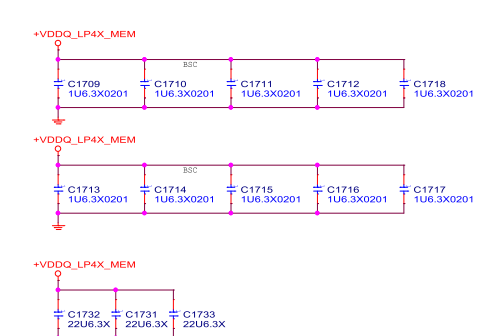 +VDDQ_LP4X_MEM
BSC
C1709 C1710 C1711 C1712 C1718
1U6.3X0201 1U6.3X0201 1U6.3X0201 1U6.3X0201 1U6.3X0201
+VDDQ_LP4X_MEM
BSC
C1713 C1714 C1715 C1716 C1717
1U6.3X0201 1U6.3X0201 1U6.3X0201 1U6.3X0201 1U6.3X0201
+VDDQ_LP4X_MEM
C1732 C1731 C1733
22U6.3X 22U6.3X 22U6.3X